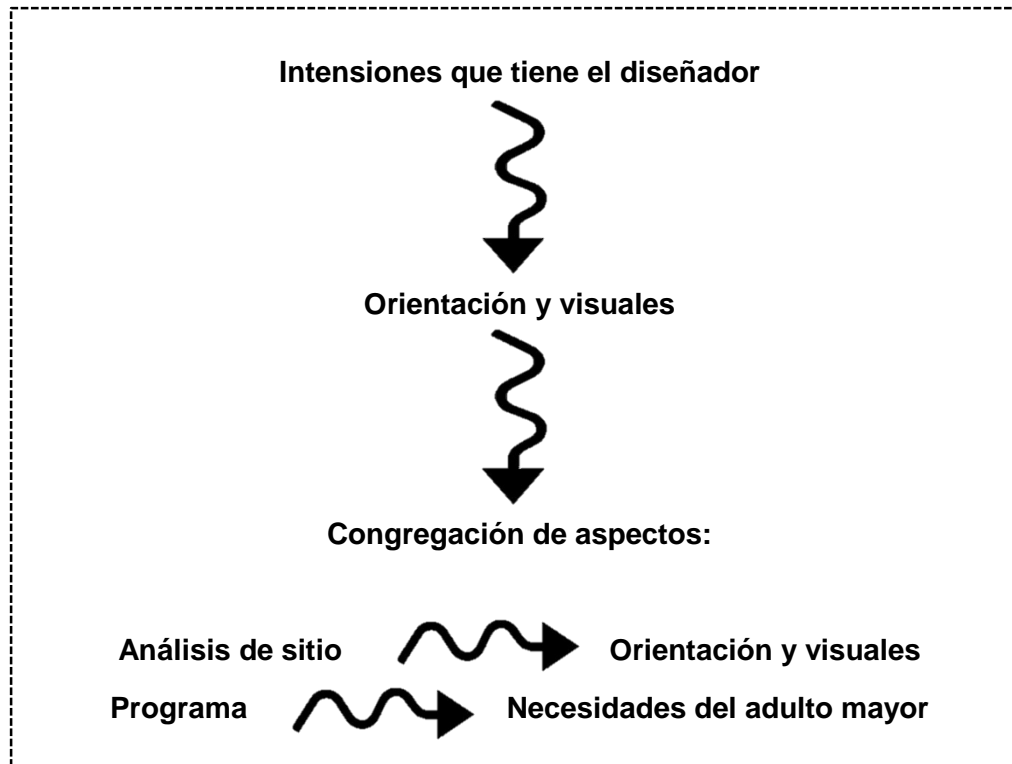 Intensiones que tiene el diseñador
Orientación y visuales
Congregación de aspectos:
Análisis de sitio Orientación y visuales
Programa Necesidades del adulto mayor